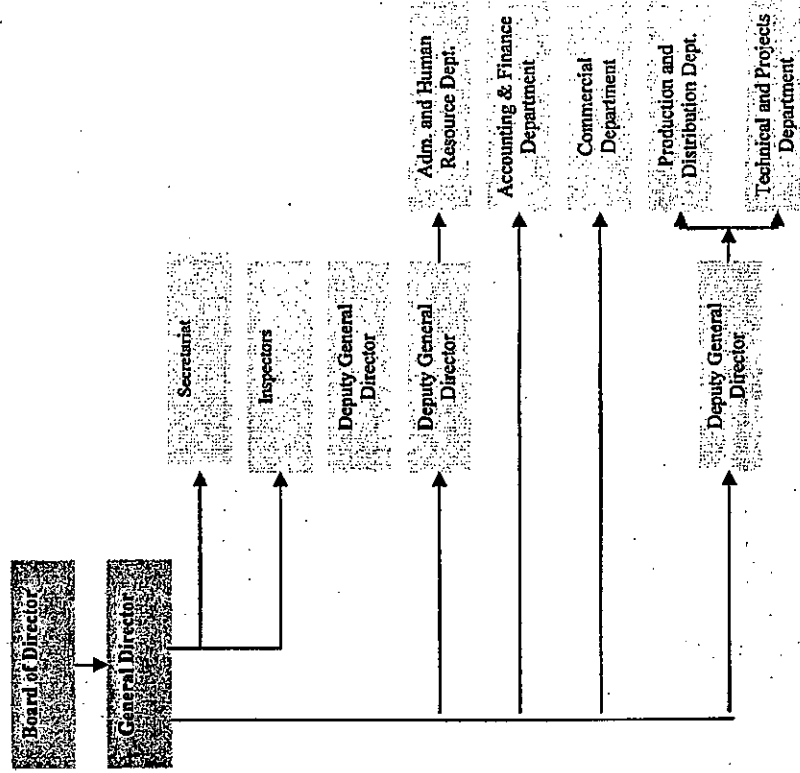 Board of Director
General Director
Secretariat
Inspectors
Deputy General
Director
Deputy General
Director
Deputy General
Director
Adm. and Human
Resource Dept.
Accounting & Finance
Department
Commercial
Department
Production and
Distribution Dept.
Technical and Projects
Department